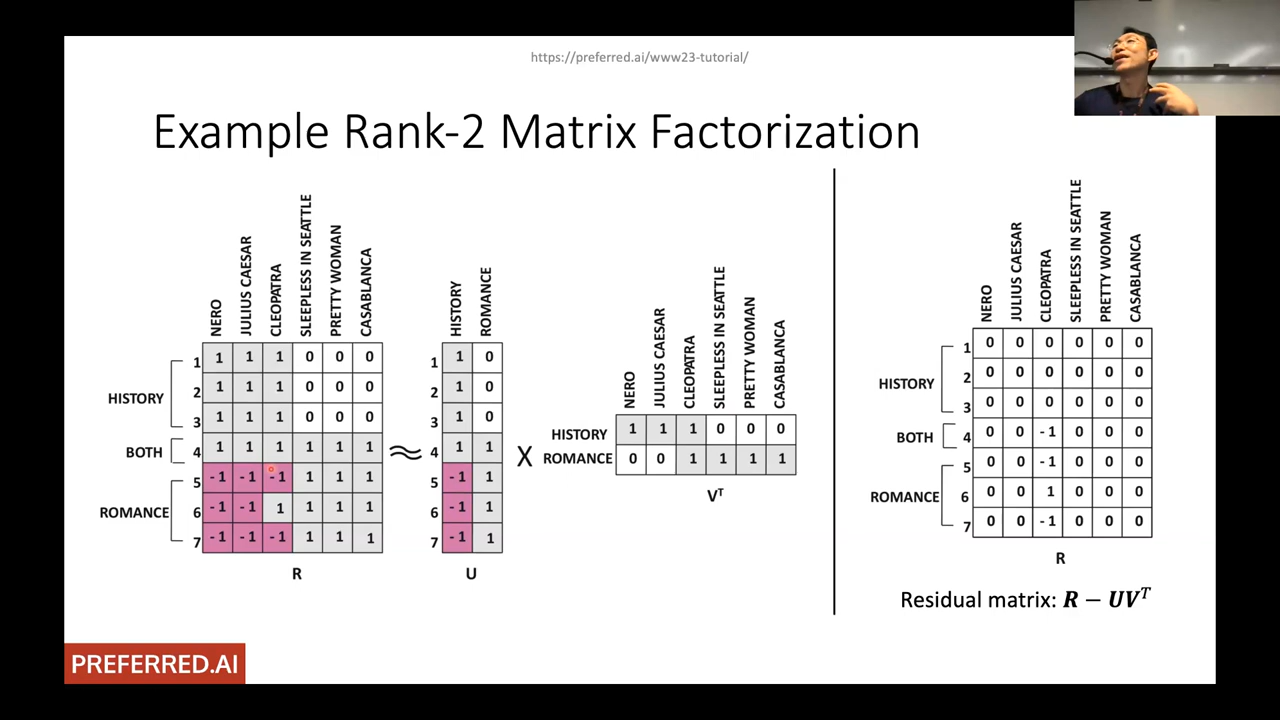 https://preferred.ai/www23-tutorial/
Example Rank-2 Matrix Factorization
NERO
JULIUS CAESAR
CLEOPATRA
SLEEPLESS IN SEATTLE
PRETTY WOMAN
CASABLANCA
HISTORY
BOTH
ROMANCE
1 1 1 1 0 0 0
2 1 1 1 0 0 0
3 1 1 1 0 0 0
4 1 1 1 1 1 1
5 -1 -1 -1 1 1 1
6 -1 -1 1 1 1 1
7 -1 -1 -1 1 1 1
R
≈
HISTORY
ROMANCE
1 1 0
2 1 0
3 1 0
4 1 1
5 -1 1
6 -1 1
7 -1 1
U
X
NERO
JULIUS CAESAR
CLEOPATRA
SLEEPLESS IN SEATTLE
PRETTY WOMAN
CASABLANCA
HISTORY 1 1 1 0 0 0
ROMANCE 0 0 1 1 1 1
Vᵀ
NERO
JULIUS CAESAR
CLEOPATRA
SLEEPLESS IN SEATTLE
PRETTY WOMAN
CASABLANCA
HISTORY
BOTH
ROMANCE
1 0 0 0 0 0 0
2 0 0 0 0 0 0
3 0 0 0 0 0 0
4 0 0 -1 0 0 0
5 0 0 -1 0 0 0
6 0 0 1 0 0 0
7 0 0 -1 0 0 0
R
Residual matrix: R − UVᵀ
PREFERRED.AI